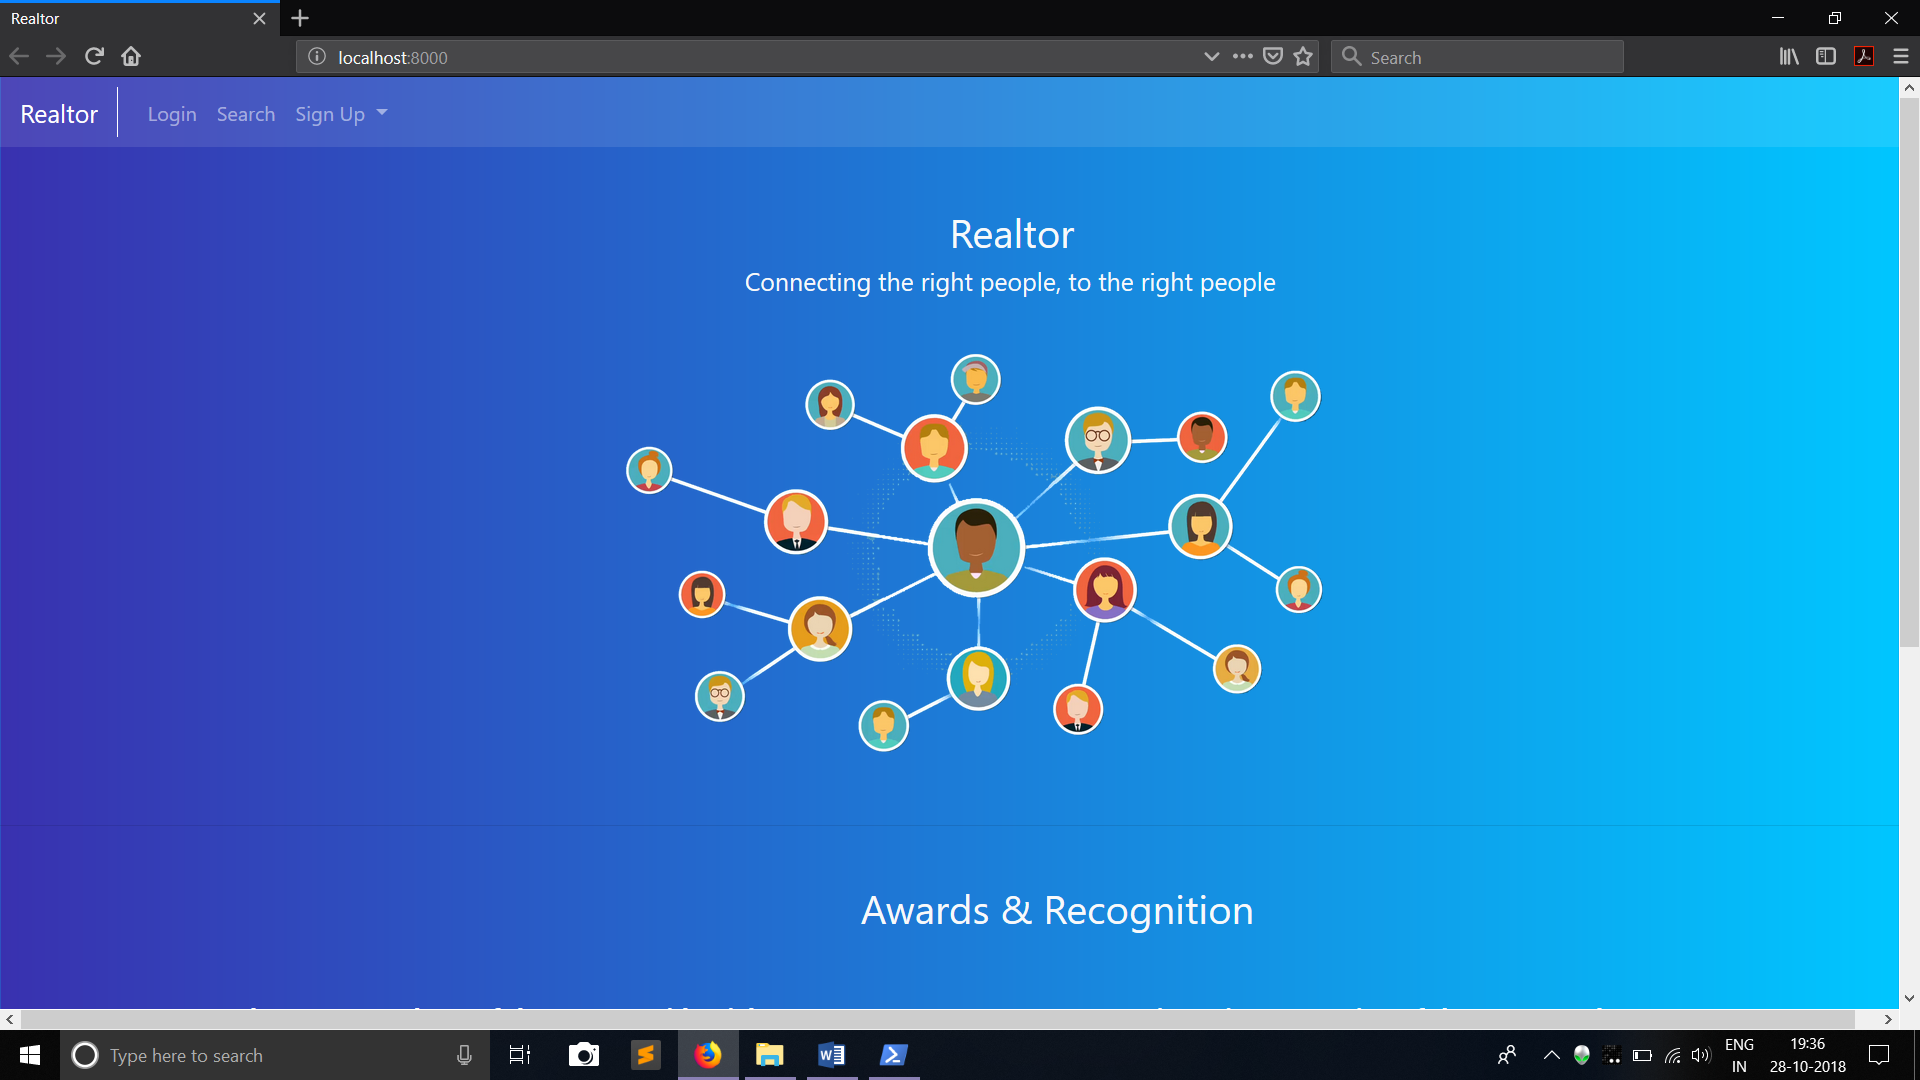 Realtor
localhost:8000
Search
Realtor
Login
Search
Sign Up
Realtor
Connecting the right people, to the right people
Awards & Recognition
Type here to search
ENG
IN
19:36
28-10-2018